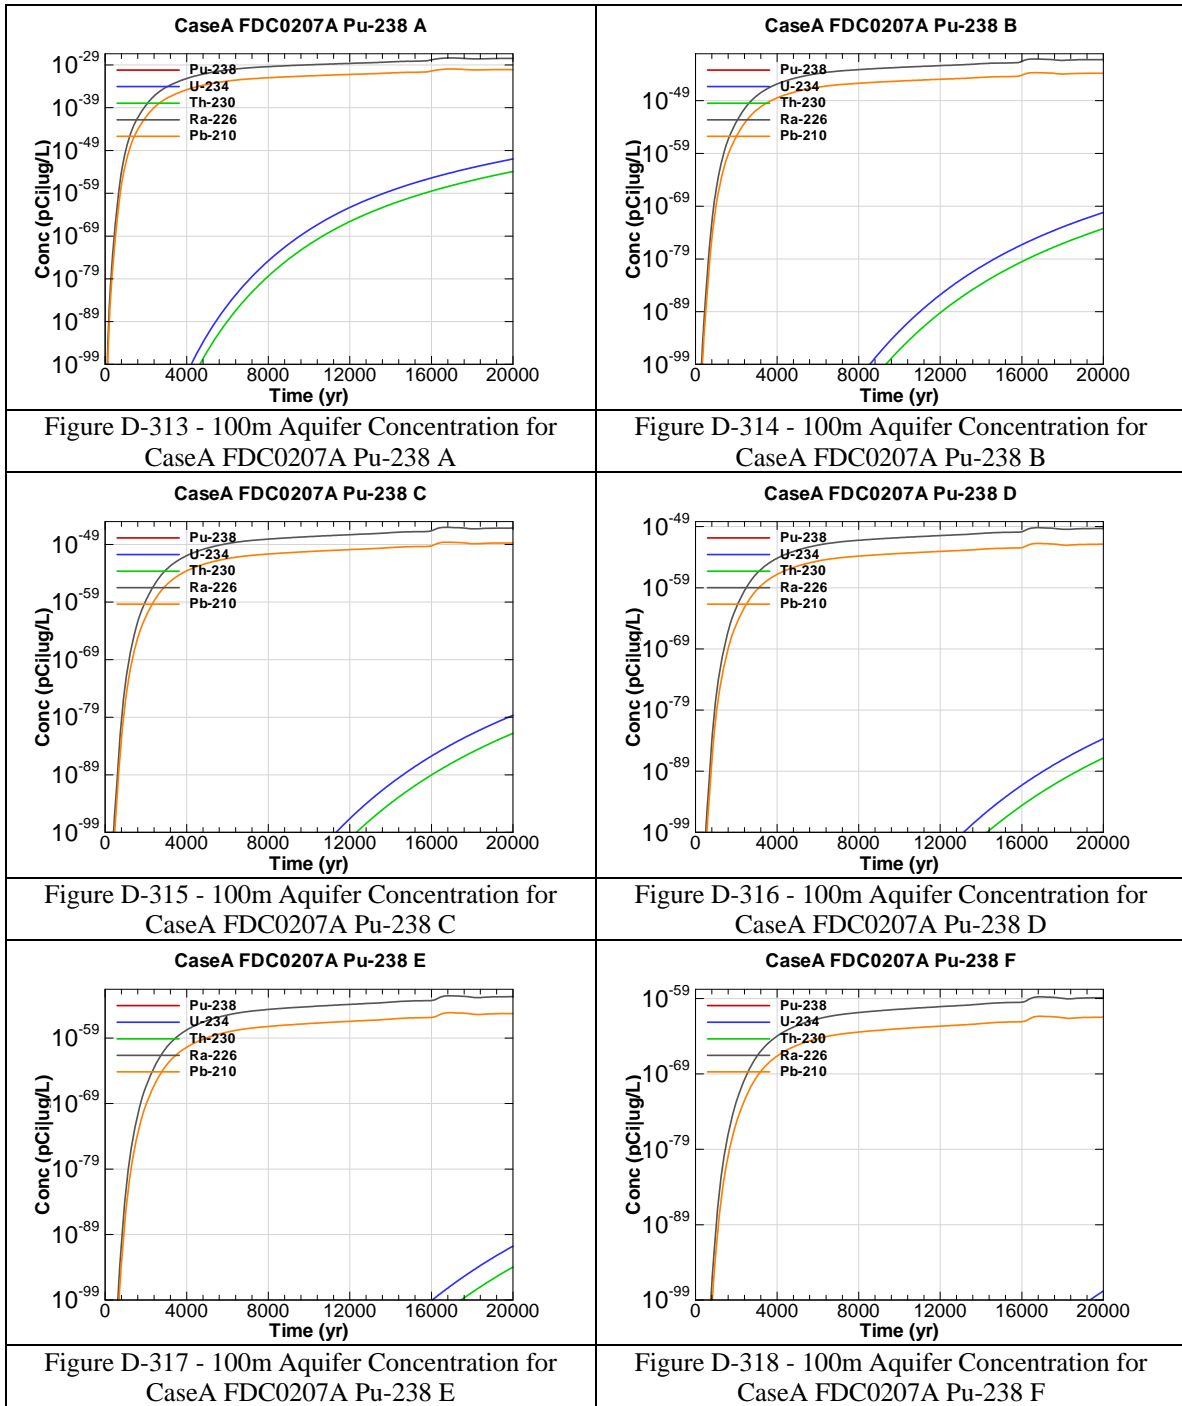 CaseA FDC0207A Pu-238 A
Conc (pCi|ug/L)
10-29
10-39
10-49
10-59
10-69
10-79
10-89
10-99
Pu-238
U-234
Th-230
Ra-226
Pb-210
0 4000 8000 12000 16000 20000
Time (yr)
Figure D-313 - 100m Aquifer Concentration for
CaseA FDC0207A Pu-238 A
CaseA FDC0207A Pu-238 B
Conc (pCi|ug/L)
10-49
10-59
10-69
10-79
10-89
10-99
Pu-238
U-234
Th-230
Ra-226
Pb-210
0 4000 8000 12000 16000 20000
Time (yr)
Figure D-314 - 100m Aquifer Concentration for
CaseA FDC0207A Pu-238 B
CaseA FDC0207A Pu-238 C
Conc (pCi|ug/L)
10-49
10-59
10-69
10-79
10-89
10-99
Pu-238
U-234
Th-230
Ra-226
Pb-210
0 4000 8000 12000 16000 20000
Time (yr)
Figure D-315 - 100m Aquifer Concentration for
CaseA FDC0207A Pu-238 C
CaseA FDC0207A Pu-238 D
Conc (pCi|ug/L)
10-49
10-59
10-69
10-79
10-89
10-99
Pu-238
U-234
Th-230
Ra-226
Pb-210
0 4000 8000 12000 16000 20000
Time (yr)
Figure D-316 - 100m Aquifer Concentration for
CaseA FDC0207A Pu-238 D
CaseA FDC0207A Pu-238 E
Conc (pCi|ug/L)
10-59
10-69
10-79
10-89
10-99
Pu-238
U-234
Th-230
Ra-226
Pb-210
0 4000 8000 12000 16000 20000
Time (yr)
Figure D-317 - 100m Aquifer Concentration for
CaseA FDC0207A Pu-238 E
CaseA FDC0207A Pu-238 F
Conc (pCi|ug/L)
10-59
10-69
10-79
10-89
10-99
Pu-238
U-234
Th-230
Ra-226
Pb-210
0 4000 8000 12000 16000 20000
Time (yr)
Figure D-318 - 100m Aquifer Concentration for
CaseA FDC0207A Pu-238 F